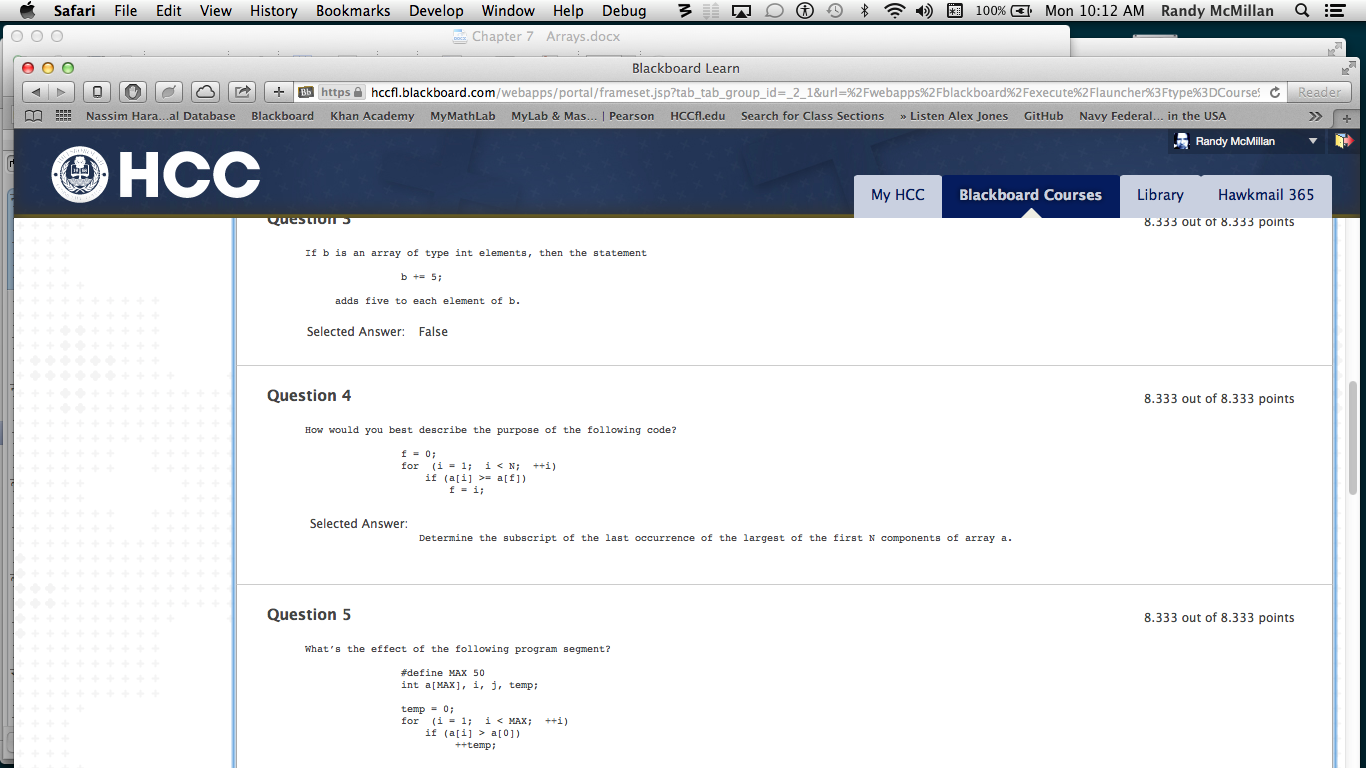 Safari File Edit View History Bookmarks Develop Window Help Debug 100% Mon 10:12 AM Randy McMillan
Chapter 7 Arrays.docx
Blackboard Learn
Bb https hccfl.blackboard.com/webapps/portal/frameset.jsp?tab_tab_group_id=_2_1&url=%2Fwebapps%2Fblackboard%2Fexecute%2Flauncher%3Ftype%3DCourse Reader
Nassim Hara...al Database Blackboard Khan Academy MyMathLab MyLab & Mas... | Pearson HCCfl.edu Search for Class Sections » Listen Alex Jones GitHub Navy Federal... in the USA
Randy McMillan
HCC
My HCC Blackboard Courses Library Hawkmail 365
Question 3 8.333 out of 8.333 points
If b is an array of type int elements, then the statement
b += 5;
adds five to each element of b.
Selected Answer: False
Question 4 8.333 out of 8.333 points
How would you best describe the purpose of the following code?
f = 0;
for (i = 1; i < N; ++i)
if (a[i] >= a[f])
f = i;
Selected Answer:
Determine the subscript of the last occurrence of the largest of the first N components of array a.
Question 5 8.333 out of 8.333 points
What's the effect of the following program segment?
#define MAX 50
int a[MAX], i, j, temp;
temp = 0;
for (i = 1; i < MAX; ++i)
if (a[i] > a[0])
++temp;